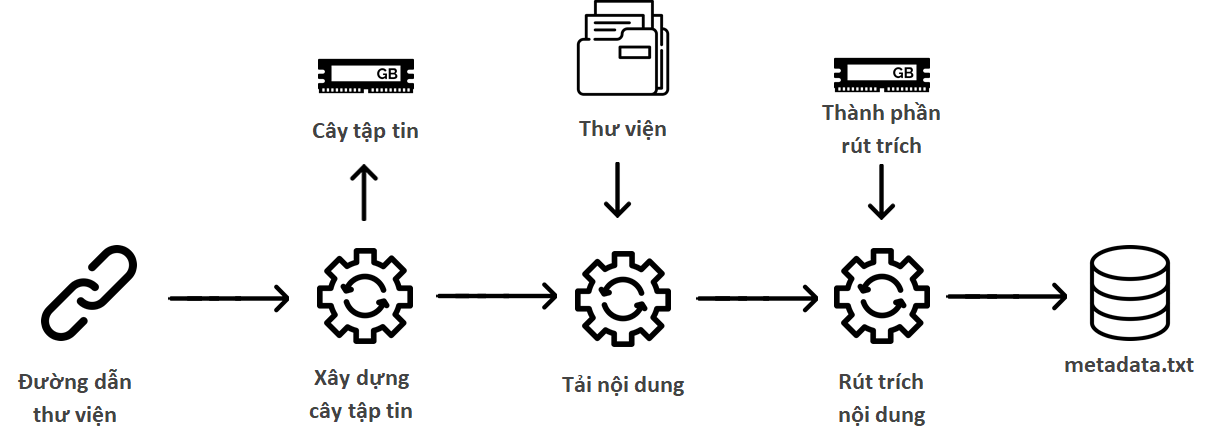 GB
Cây tập tin
Thư viện
GB
Thành phần
rút trích
Đường dẫn
thư viện
Xây dựng
cây tập tin
Tải nội dung
Rút trích
nội dung
metadata.txt